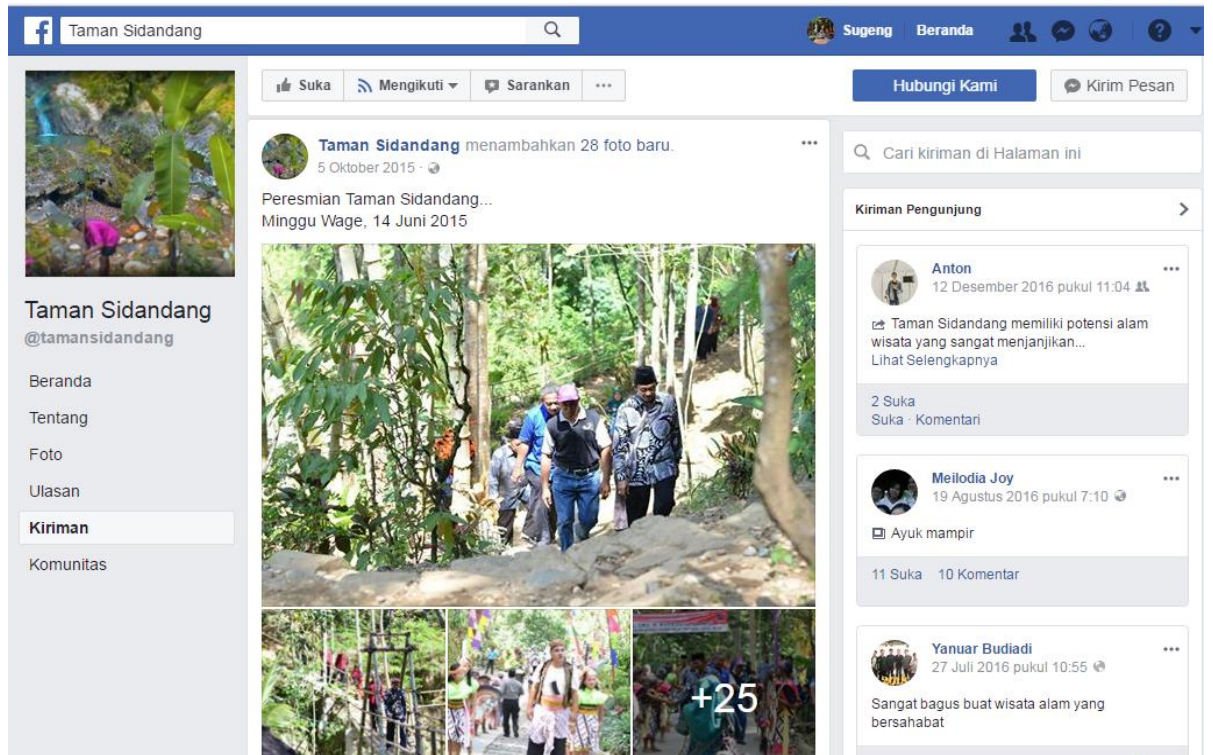 Taman Sidandang
Sugeng
Beranda
Taman Sidandang
@tamansidandang
Beranda
Tentang
Foto
Ulasan
Kiriman
Komunitas
Suka
Mengikuti
Sarankan
Hubungi Kami
Kirim Pesan
Taman Sidandang menambahkan 28 foto baru.
5 Oktober 2015 ·
Peresmian Taman Sidandang...
Minggu Wage, 14 Juni 2015
+25
Cari kiriman di Halaman ini
Kiriman Pengunjung
Anton
12 Desember 2016 pukul 11:04
Taman Sidandang memiliki potensi alam
wisata yang sangat menjanjikan...
Lihat Selengkapnya
2 Suka
Suka · Komentari
Meilodia Joy
19 Agustus 2016 pukul 7:10
Ayuk mampir
11 Suka 10 Komentar
Yanuar Budiadi
27 Juli 2016 pukul 10:55
Sangat bagus buat wisata alam yang
bersahabat